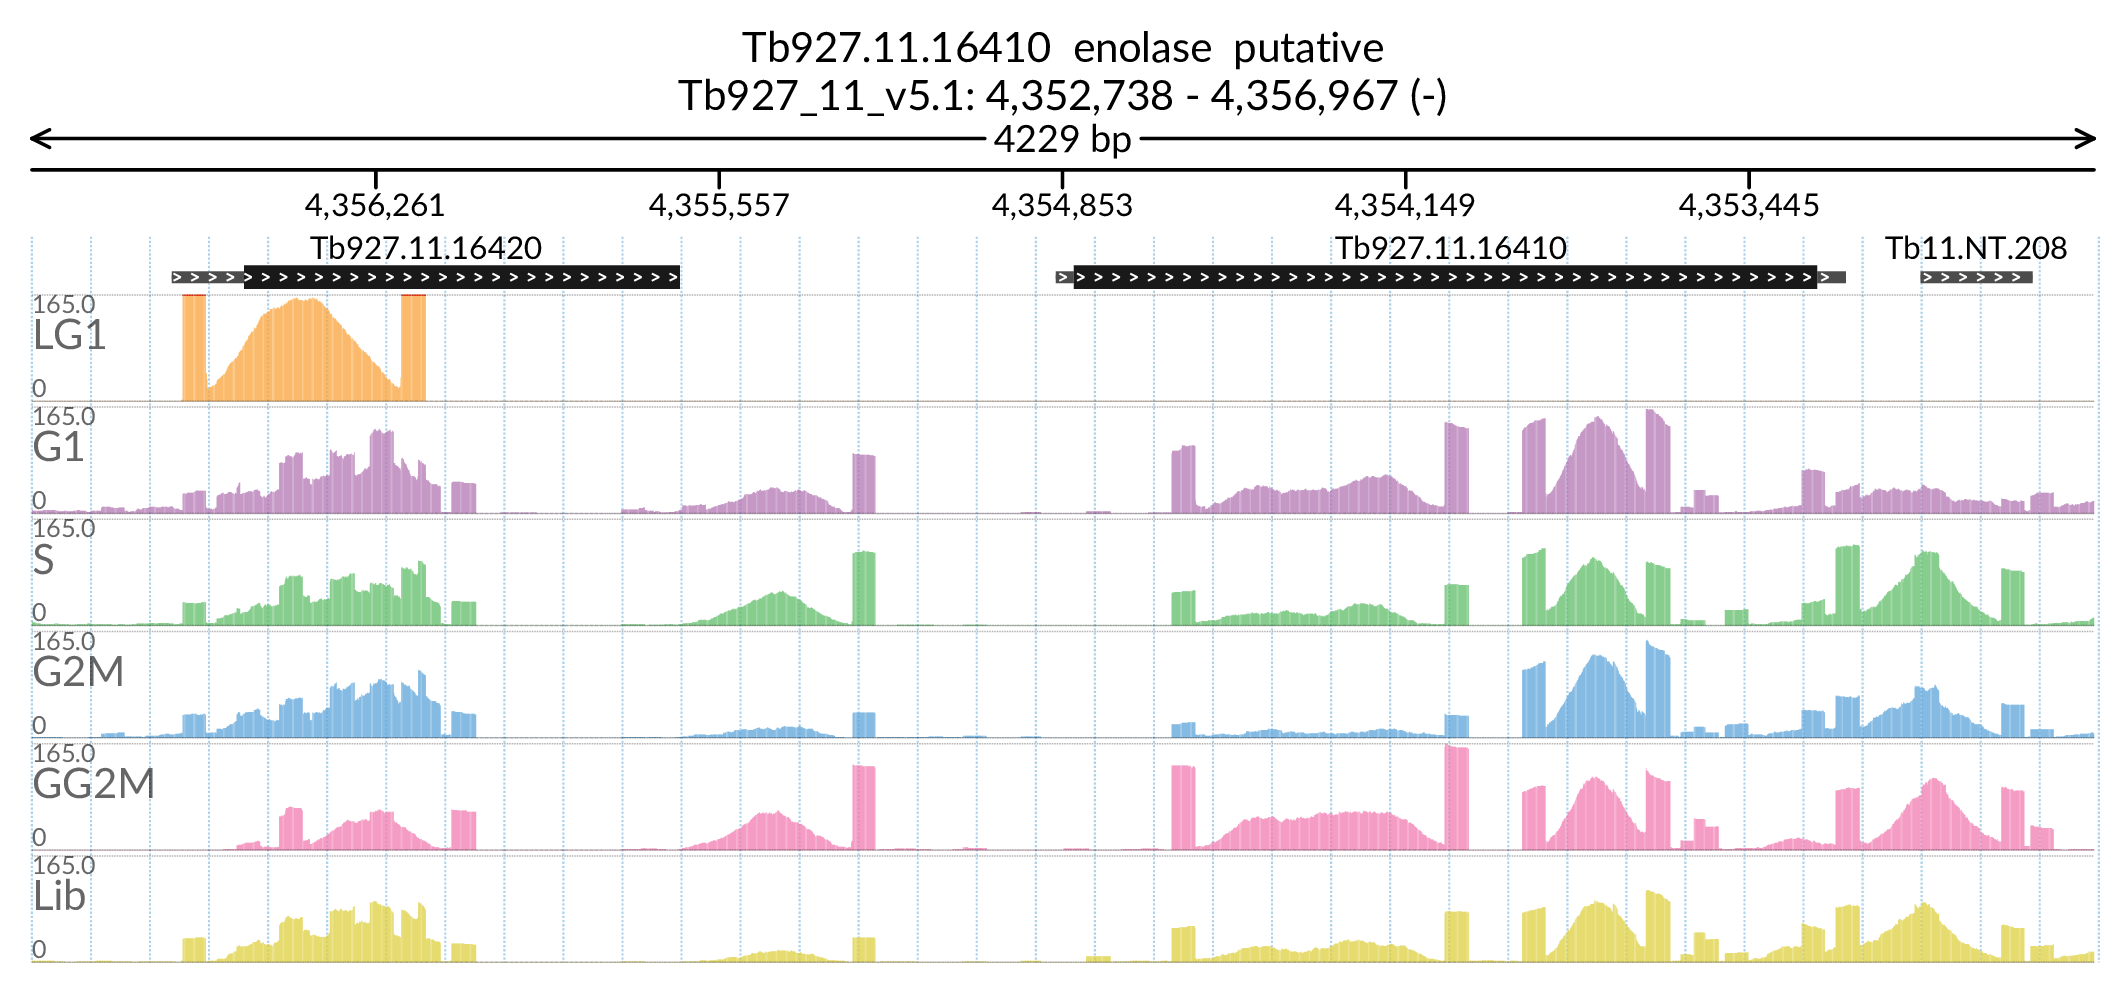 Tb927.11.16410 enolase putative
Tb927_11_v5.1: 4,352,738 - 4,356,967 (-)
4229 bp
4,356,261 4,355,557 4,354,853 4,354,149 4,353,445
Tb927.11.16420 Tb927.11.16410 Tb11.NT.208
165.0
LG1
0
165.0
G1
0
165.0
S
0
165.0
G2M
0
165.0
GG2M
0
165.0
Lib
0